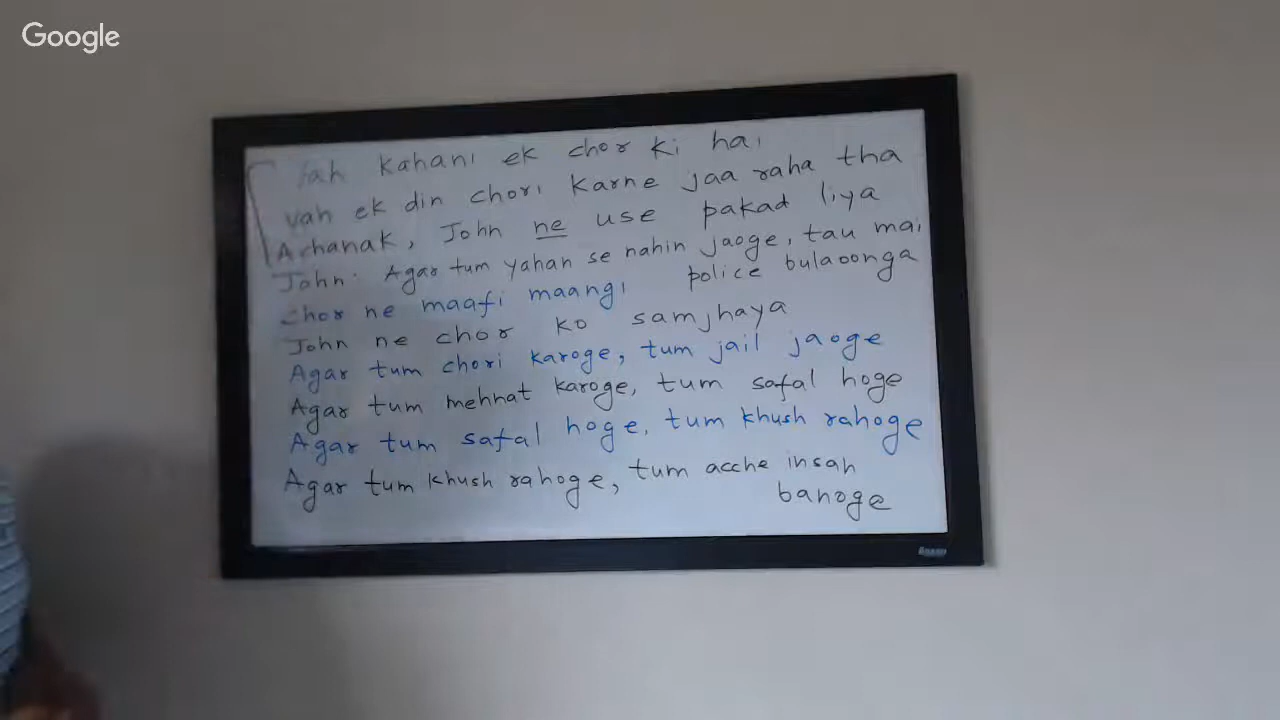 Google
Yah kahani ek chor ki hai
vah ek din chori karne jaa raha tha
Achanak, John ne use pakad liya
John: Agar tum yahan se nahin jaoge, tau mai
police bulaoonga
chor ne maafi maangi
John ne chor ko samjhaya
Agar tum chori karoge, tum jail jaoge
Agar tum mehnat karoge, tum safal hoge
Agar tum safal hoge, tum khush rahoge
Agar tum khush rahoge, tum acche insan
banoge